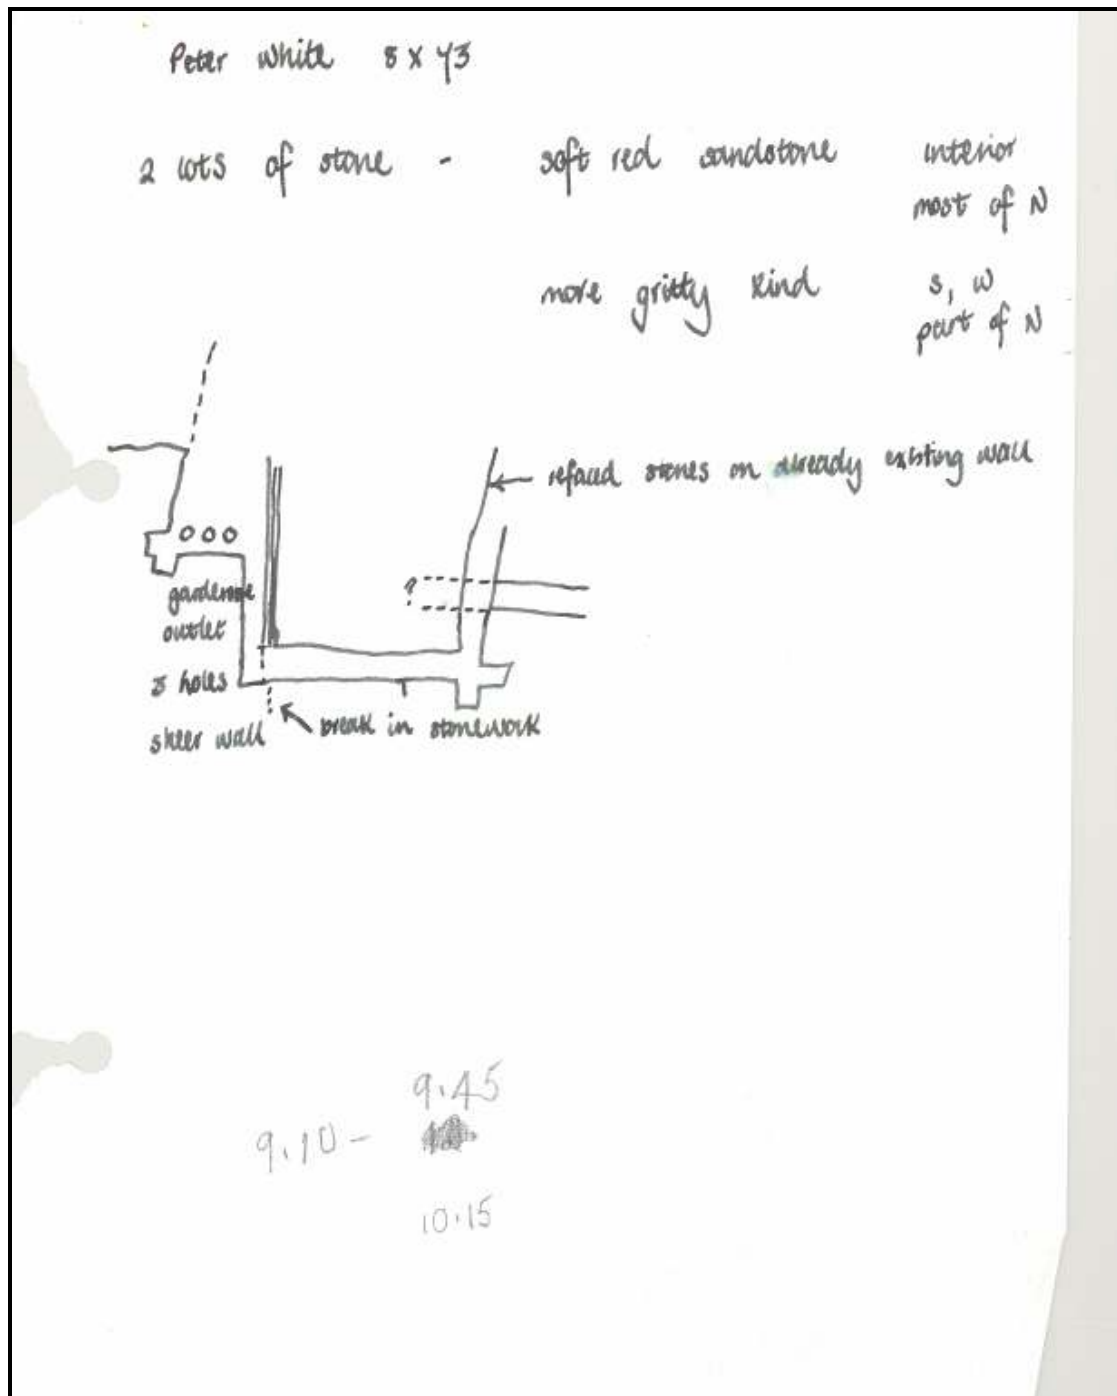 Peter White 8 x 43
2 lots of stone - soft red sandstone interior
most of N
more gritty kind s, w
part of N
refaced stones on already existing wall
?
garderobe
outlet
3 holes
sheer wall
break in stonework
9.45
9.10 -
10.15